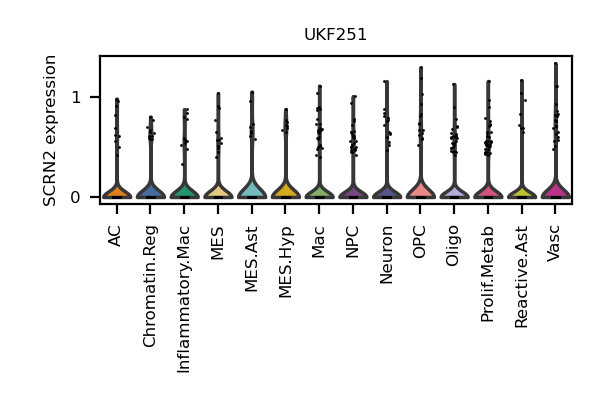 UKF251
SCRN2 expression
1
0
AC
Chromatin.Reg
Inflammatory.Mac
MES
MES.Ast
MES.Hyp
Mac
NPC
Neuron
OPC
Oligo
Prolif.Metab
Reactive.Ast
Vasc